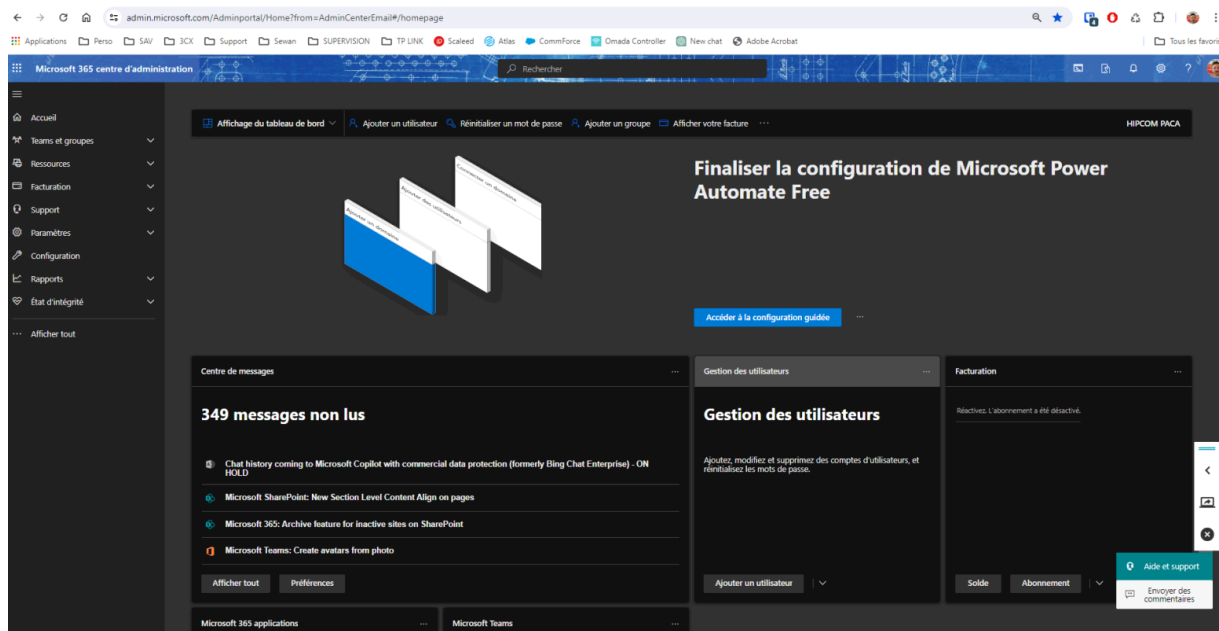 admin.microsoft.com/Adminportal/Home?from=AdminCenterEmail#/homepage
Applications Perso SAV 3CX Support Sewan SUPERVISION TP LINK Scaleed Atlas CommForce Omada Controller New chat Adobe Acrobat Tous les favoris
Microsoft 365 centre d'administration
Rechercher
Accueil
Teams et groupes
Ressources
Facturation
Support
Paramètres
Configuration
Rapports
État d'intégrité
Afficher tout
Affichage du tableau de bord Ajouter un utilisateur Réinitialiser un mot de passe Ajouter un groupe Afficher votre facture HIPCOM PACA
Connecter un domaine
Ajouter des utilisateurs
Ajouter un domaine
Finaliser la configuration de Microsoft Power
Automate Free
Accéder à la configuration guidée
Centre de messages
349 messages non lus
Chat history coming to Microsoft Copilot with commercial data protection (formerly Bing Chat Enterprise) - ON
HOLD
Microsoft SharePoint: New Section Level Content Align on pages
Microsoft 365: Archive feature for inactive sites on SharePoint
Microsoft Teams: Create avatars from photo
Afficher tout Préférences
Gestion des utilisateurs
Gestion des utilisateurs
Ajoutez, modifiez et supprimez des comptes d'utilisateurs, et
réinitialisez les mots de passe.
Ajouter un utilisateur
Facturation
Réactivez. L'abonnement a été désactivé.
Solde Abonnement
Aide et support
Envoyer des
commentaires
Microsoft 365 applications
Microsoft Teams